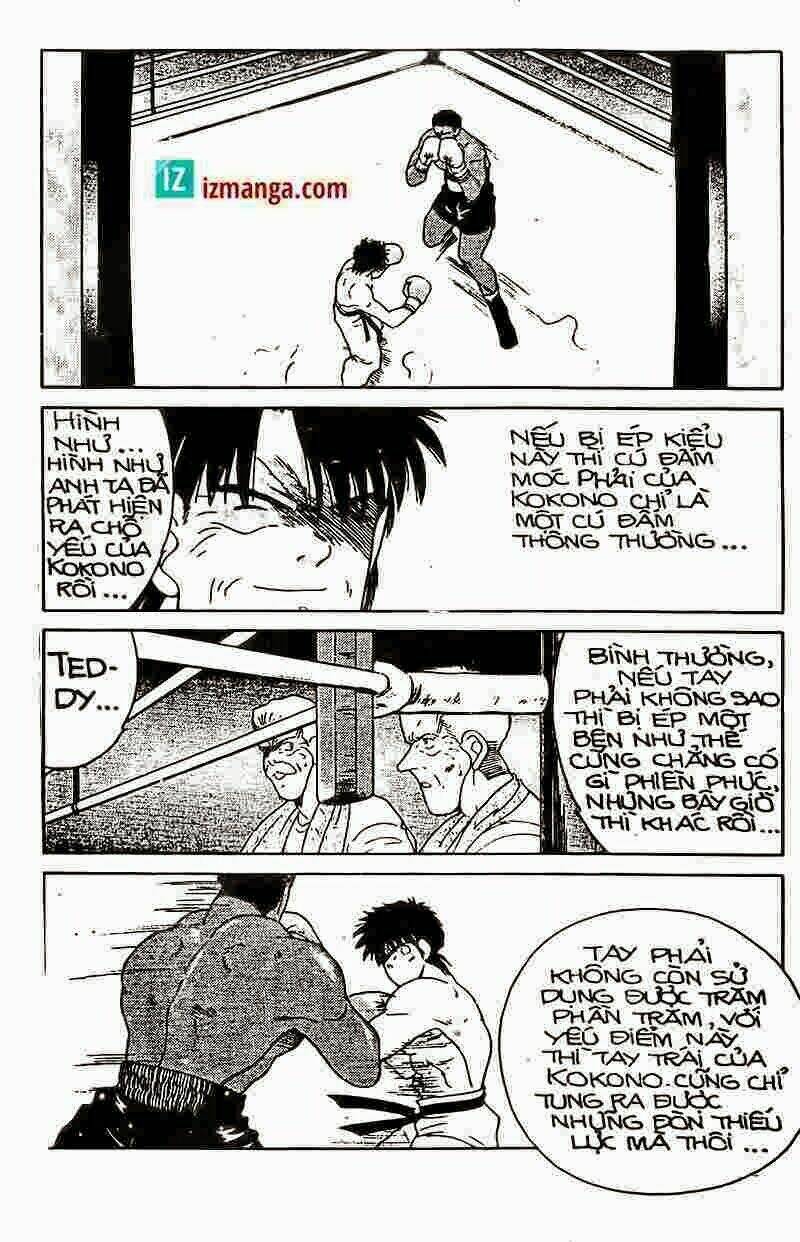 IZ izmanga.com
HÌNH
NHƯ...
HÌNH NHƯ
ANH TA ĐÃ
PHÁT HIỆN
RA CHỖ
YẾU CỦA
KOKONO
RỒI ...
NẾU BỊ ÉP KIỂU
NÀY THÌ CÚ ĐẤM
MÓC PHẢI CỦA
KOKONO CHỈ LÀ
MỘT CÚ ĐẤM
THÔNG THƯỜNG ...
TED-
DY...
BÌNH THƯỜNG,
NẾU TAY
PHẢI KHÔNG SAO
THÌ BỊ ÉP MỘT
BÊN NHƯ THẾ
CŨNG CHẲNG CÓ
GÌ PHIỀN PHỨC,
NHƯNG BÂY GIỜ
THÌ KHÁC RỒI...
TAY PHẢI
KHÔNG CÒN SỬ
DỤNG ĐƯỢC TRĂM
PHẦN TRĂM, VỚI
YẾU ĐIỂM NÀY
THÌ TAY TRÁI CỦA
KOKONO CŨNG CHỈ
TUNG RA ĐƯỢC
NHỮNG ĐÒN THIẾU
LỰC MÀ THÔI ...